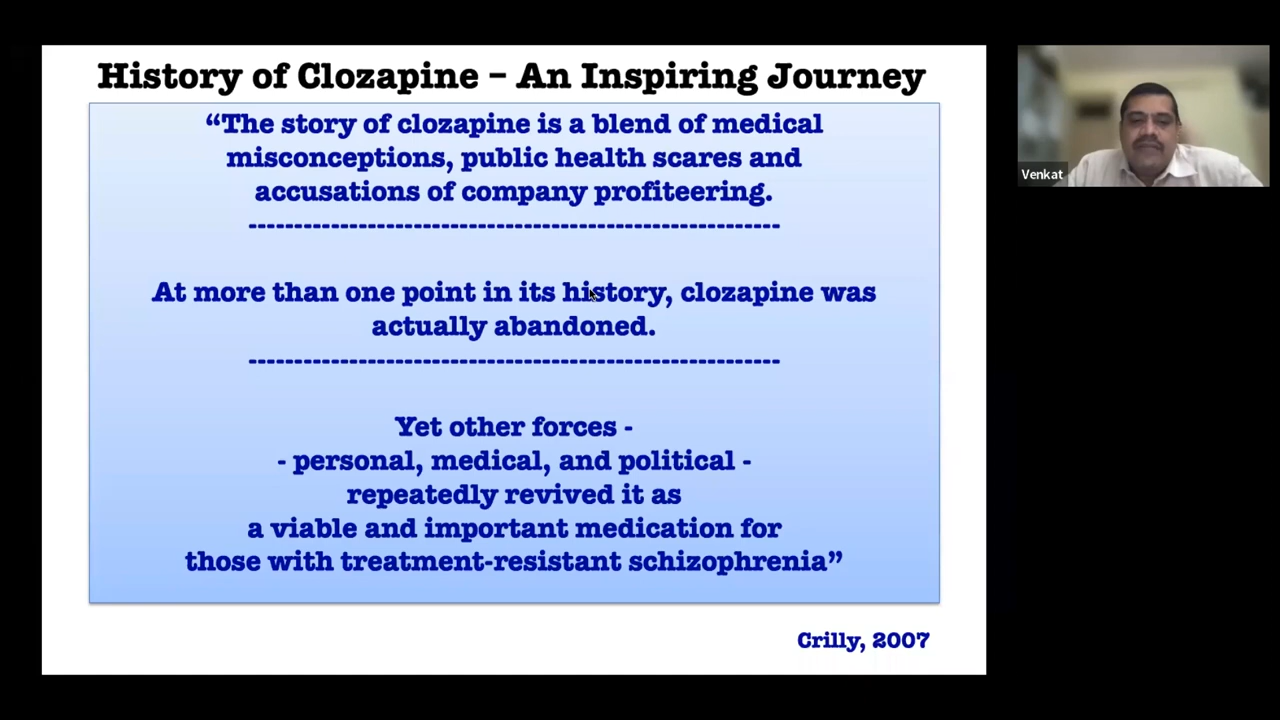 History of Clozapine – An Inspiring Journey
“The story of clozapine is a blend of medical
misconceptions, public health scares and
accusations of company profiteering.
----------------------------------------------------------
At more than one point in its history, clozapine was
actually abandoned.
----------------------------------------------------------
Yet other forces -
- personal, medical, and political -
repeatedly revived it as
a viable and important medication for
those with treatment-resistant schizophrenia”
Crilly, 2007
Venkat